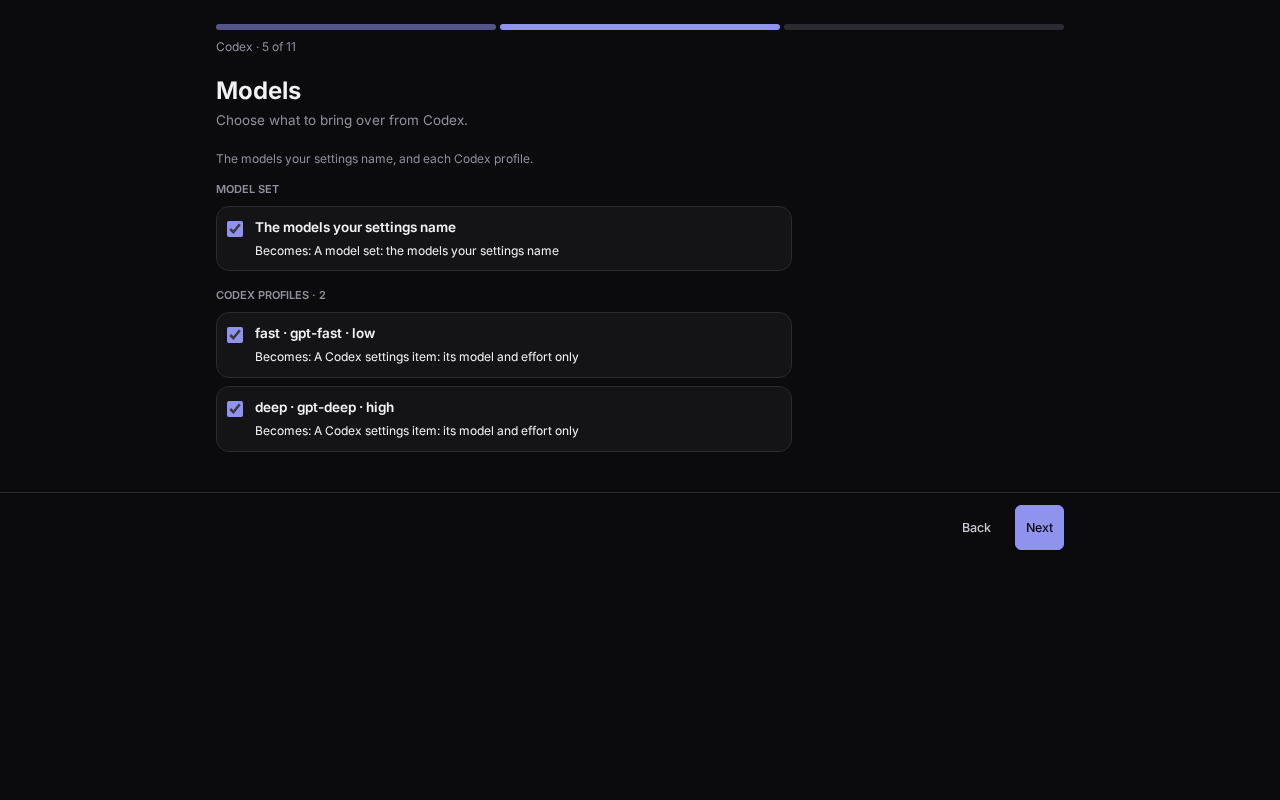 Codex · 5 of 11
Models
Choose what to bring over from Codex.
The models your settings name, and each Codex profile.
MODEL SET
The models your settings name
Becomes: A model set: the models your settings name
CODEX PROFILES · 2
fast · gpt-fast · low
Becomes: A Codex settings item: its model and effort only
deep · gpt-deep · high
Becomes: A Codex settings item: its model and effort only
Back
Next